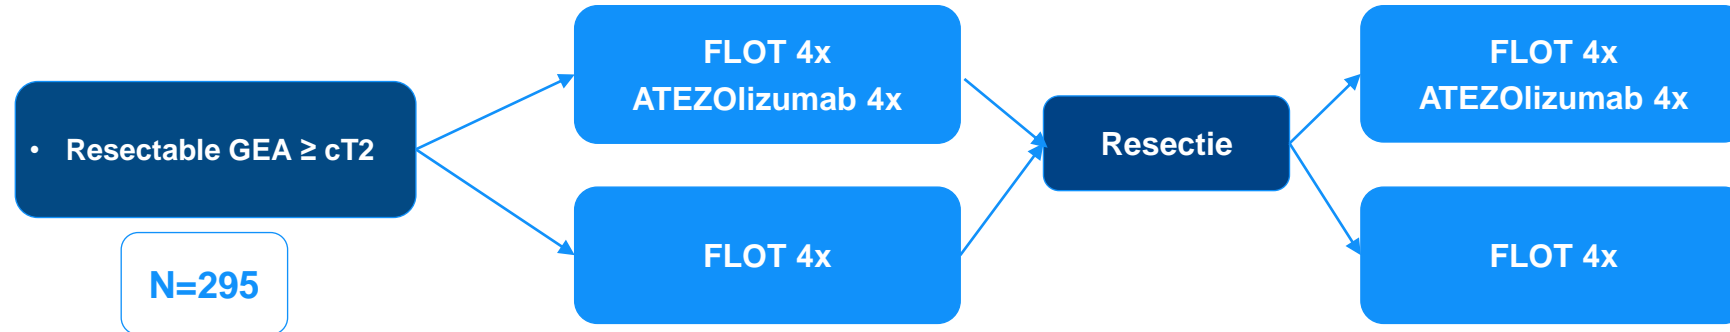 • Resectable GEA ≥ cT2
N=295
FLOT 4x
ATEZOlizumab 4x
FLOT 4x
Resectie
FLOT 4x
ATEZOlizumab 4x
FLOT 4x